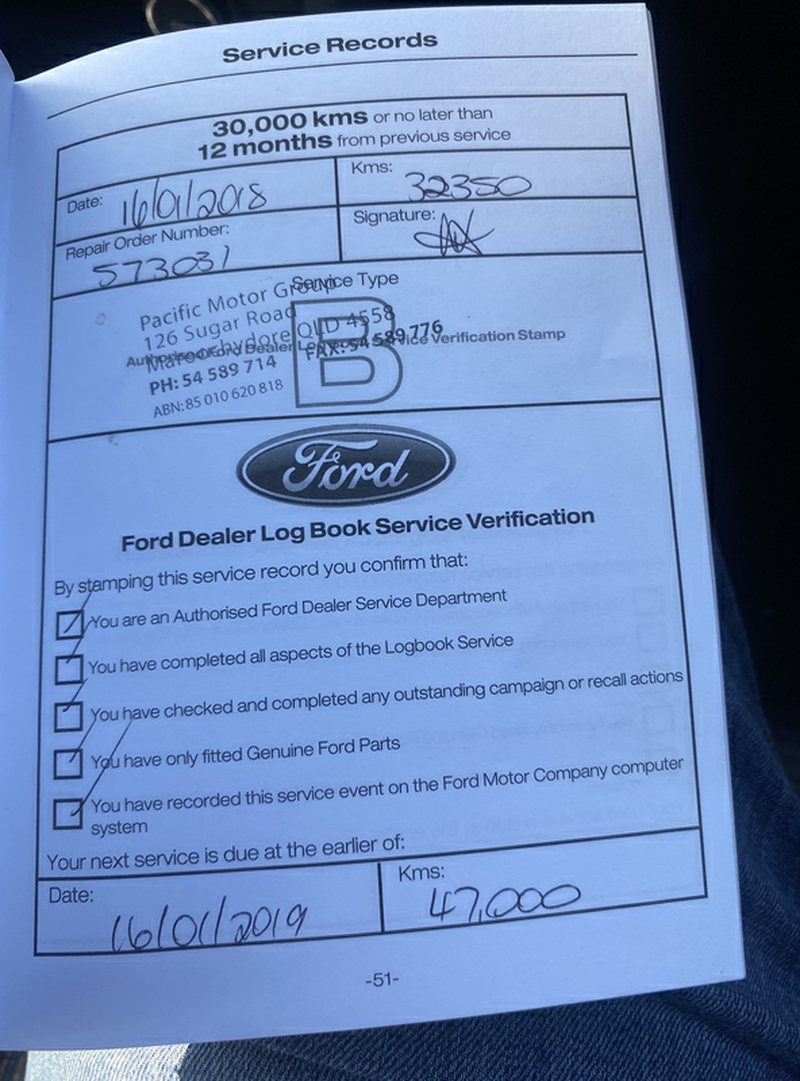 Service Records
30,000 kms or no later than
12 months from previous service
Date: 16/01/2018
Kms: 32350
Repair Order Number: 573031
Signature:
Service Type
B
Pacific Motor Group
126 Sugar Road
Maroochydore QLD 4558
Authorised Ford Dealer Service Verification Stamp
PH: 54 589 714 FAX: 54 589 776
ABN: 85 010 620 818
Ford
Ford Dealer Log Book Service Verification
By stamping this service record you confirm that:
You are an Authorised Ford Dealer Service Department
You have completed all aspects of the Logbook Service
You have checked and completed any outstanding campaign or recall actions
You have only fitted Genuine Ford Parts
You have recorded this service event on the Ford Motor Company computer
system
Your next service is due at the earlier of:
Date: 16/01/2019
Kms: 47,000
-51-